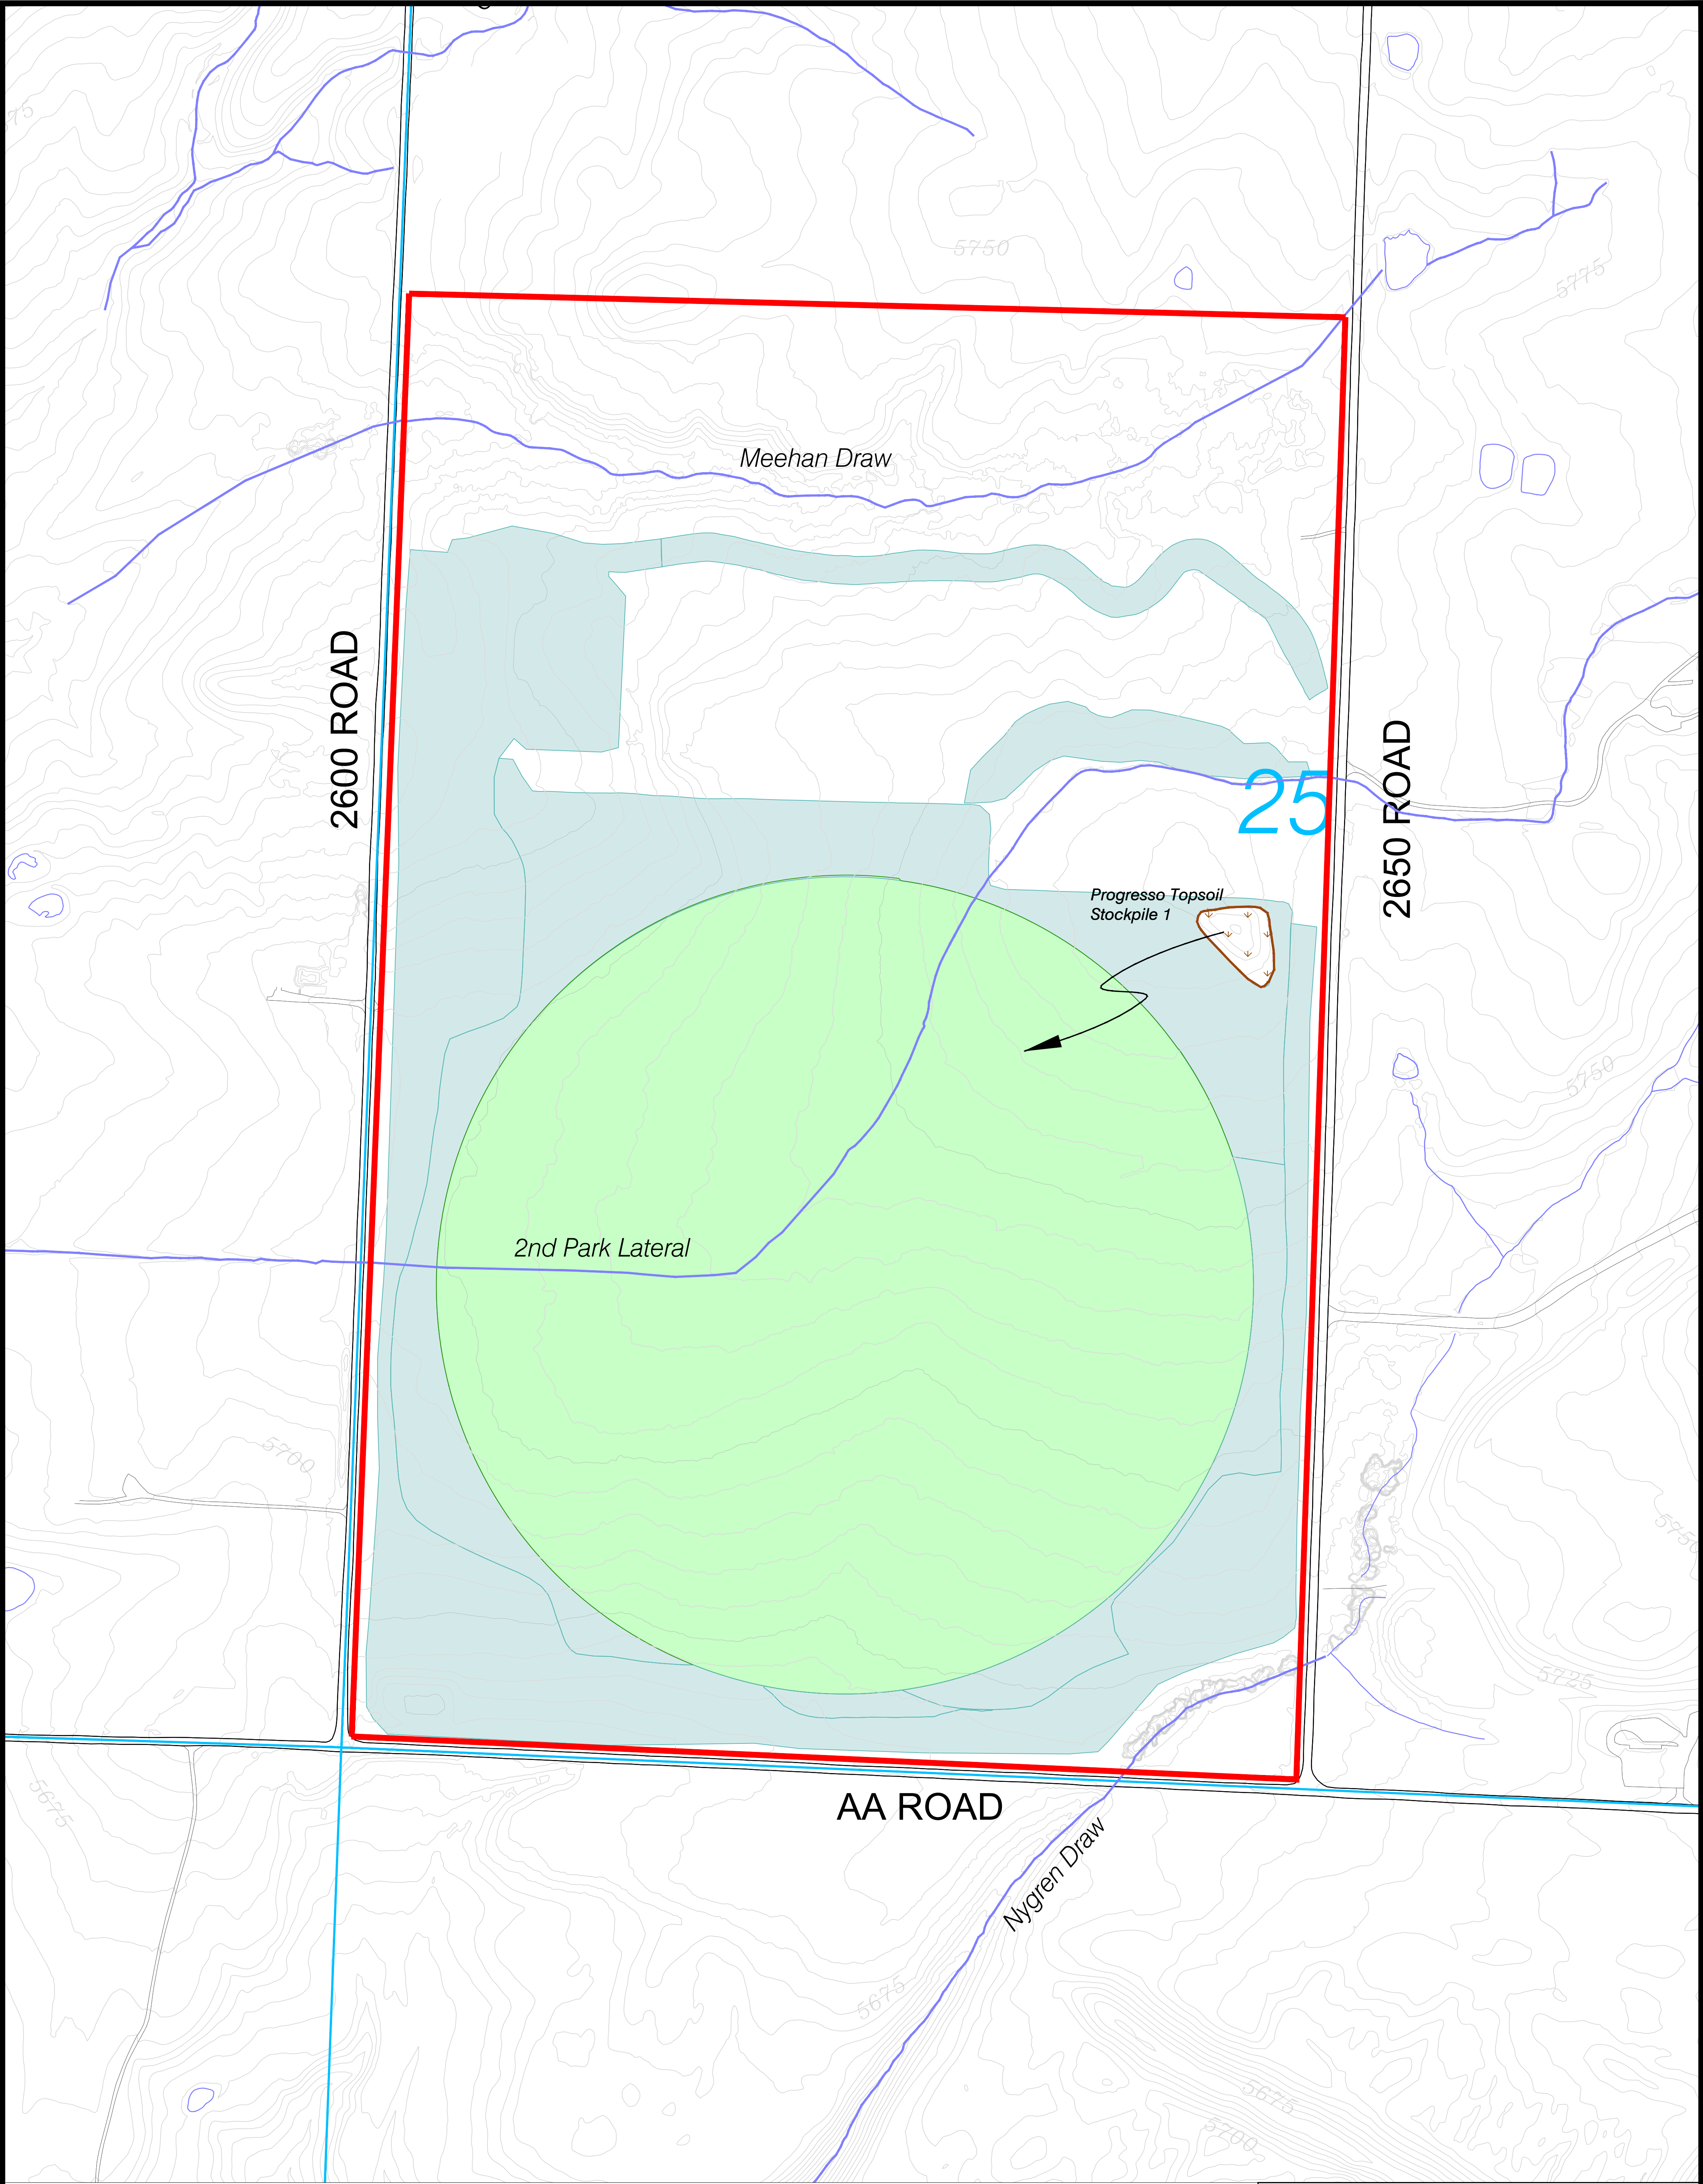 5750
5775
Meehan Draw
2600 ROAD
2650 ROAD
25
Progresso Topsoil
Stockpile 1
5750
2nd Park Lateral
5700
5725
AA ROAD
5675
Nygren Draw
5675
5675
5700